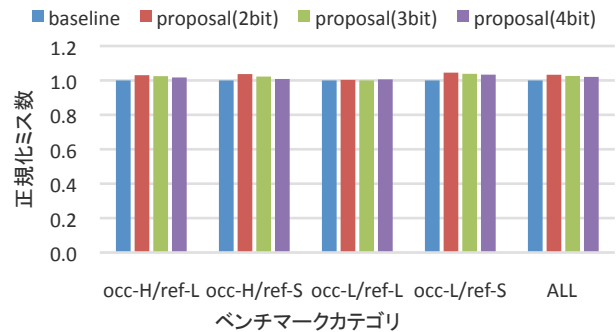 baseline proposal(2bit) proposal(3bit) proposal(4bit)
1.2
1.0
0.8
0.6
0.4
0.2
0.0
正規化ミス数
occ-H/ref-L occ-H/ref-S occ-L/ref-L occ-L/ref-S ALL
ベンチマークカテゴリ